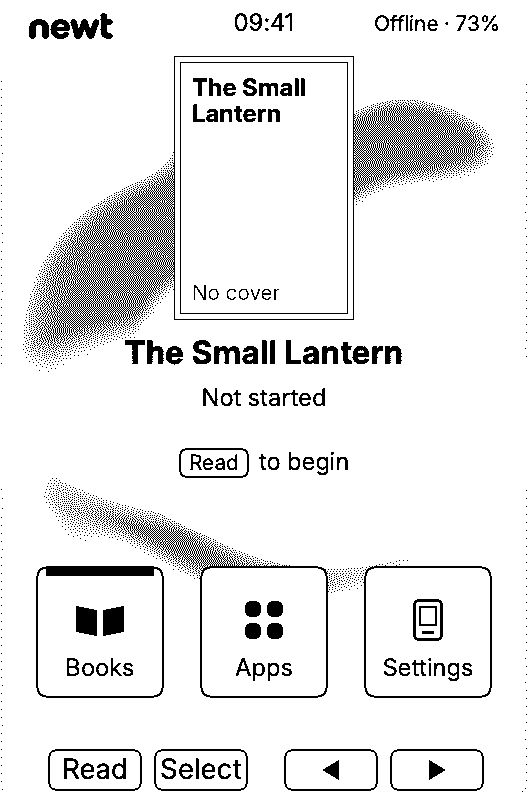 newt
09:41
Offline · 73%
The Small
Lantern
No cover
The Small Lantern
Not started
Read to begin
Books
Apps
Settings
Read
Select